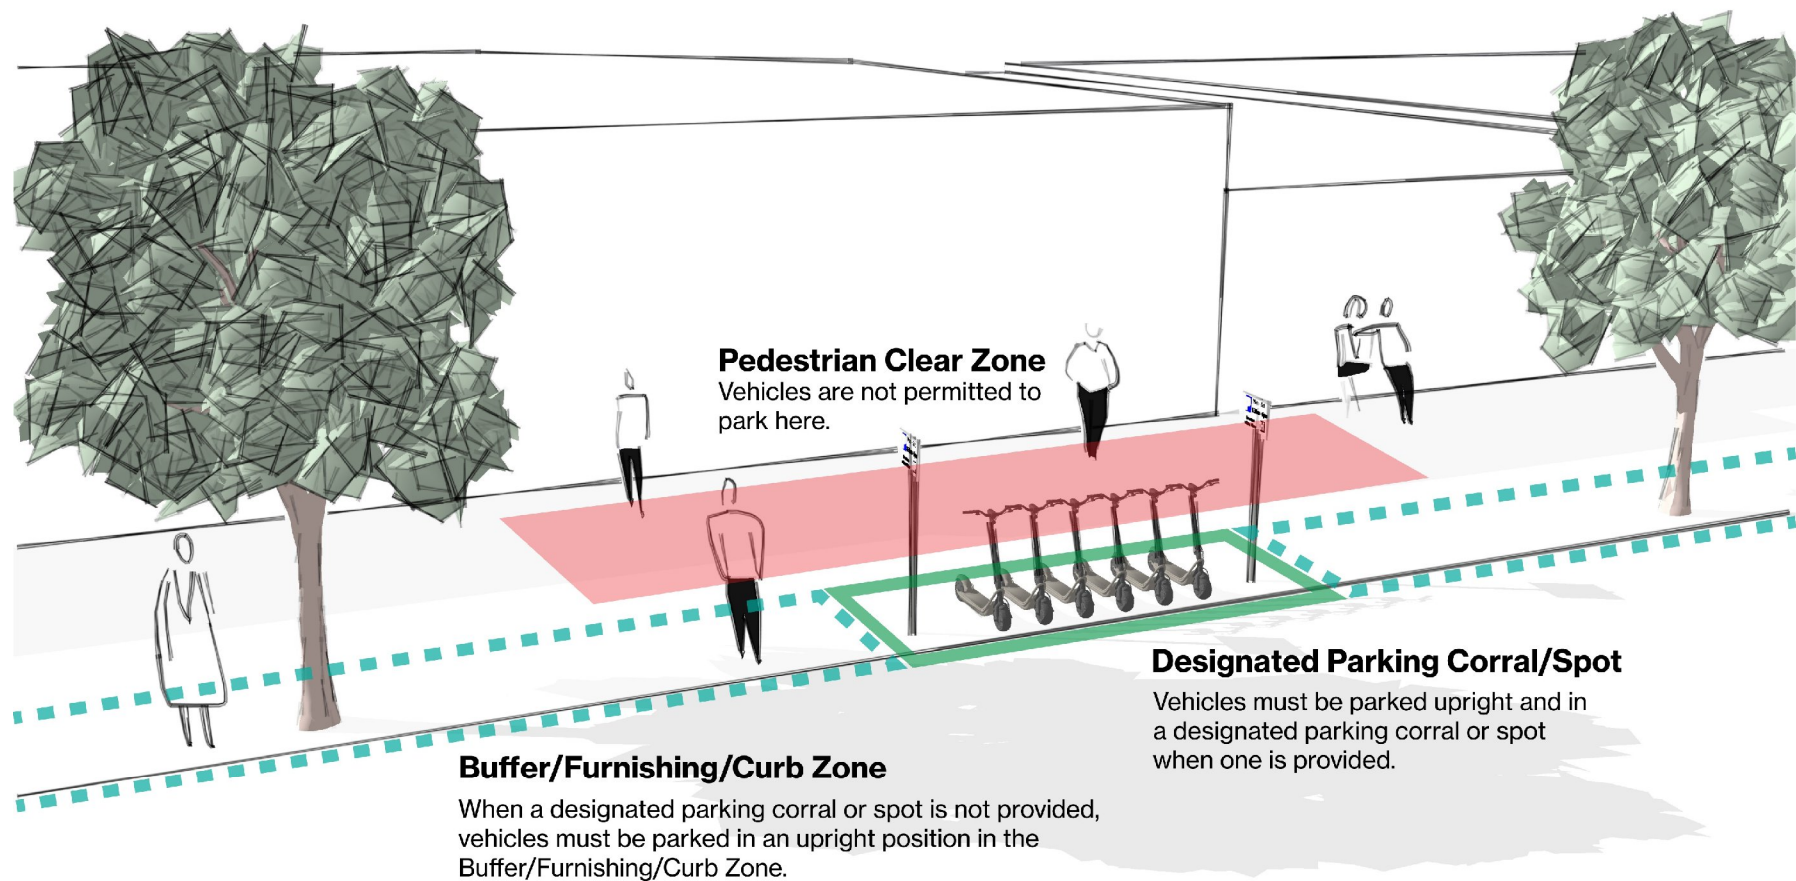 Pedestrian Clear Zone
Vehicles are not permitted to
park here.
Designated Parking Corral/Spot
Vehicles must be parked upright and in
a designated parking corral or spot
when one is provided.
Buffer/Furnishing/Curb Zone
When a designated parking corral or spot is not provided,
vehicles must be parked in an upright position in the
Buffer/Furnishing/Curb Zone.